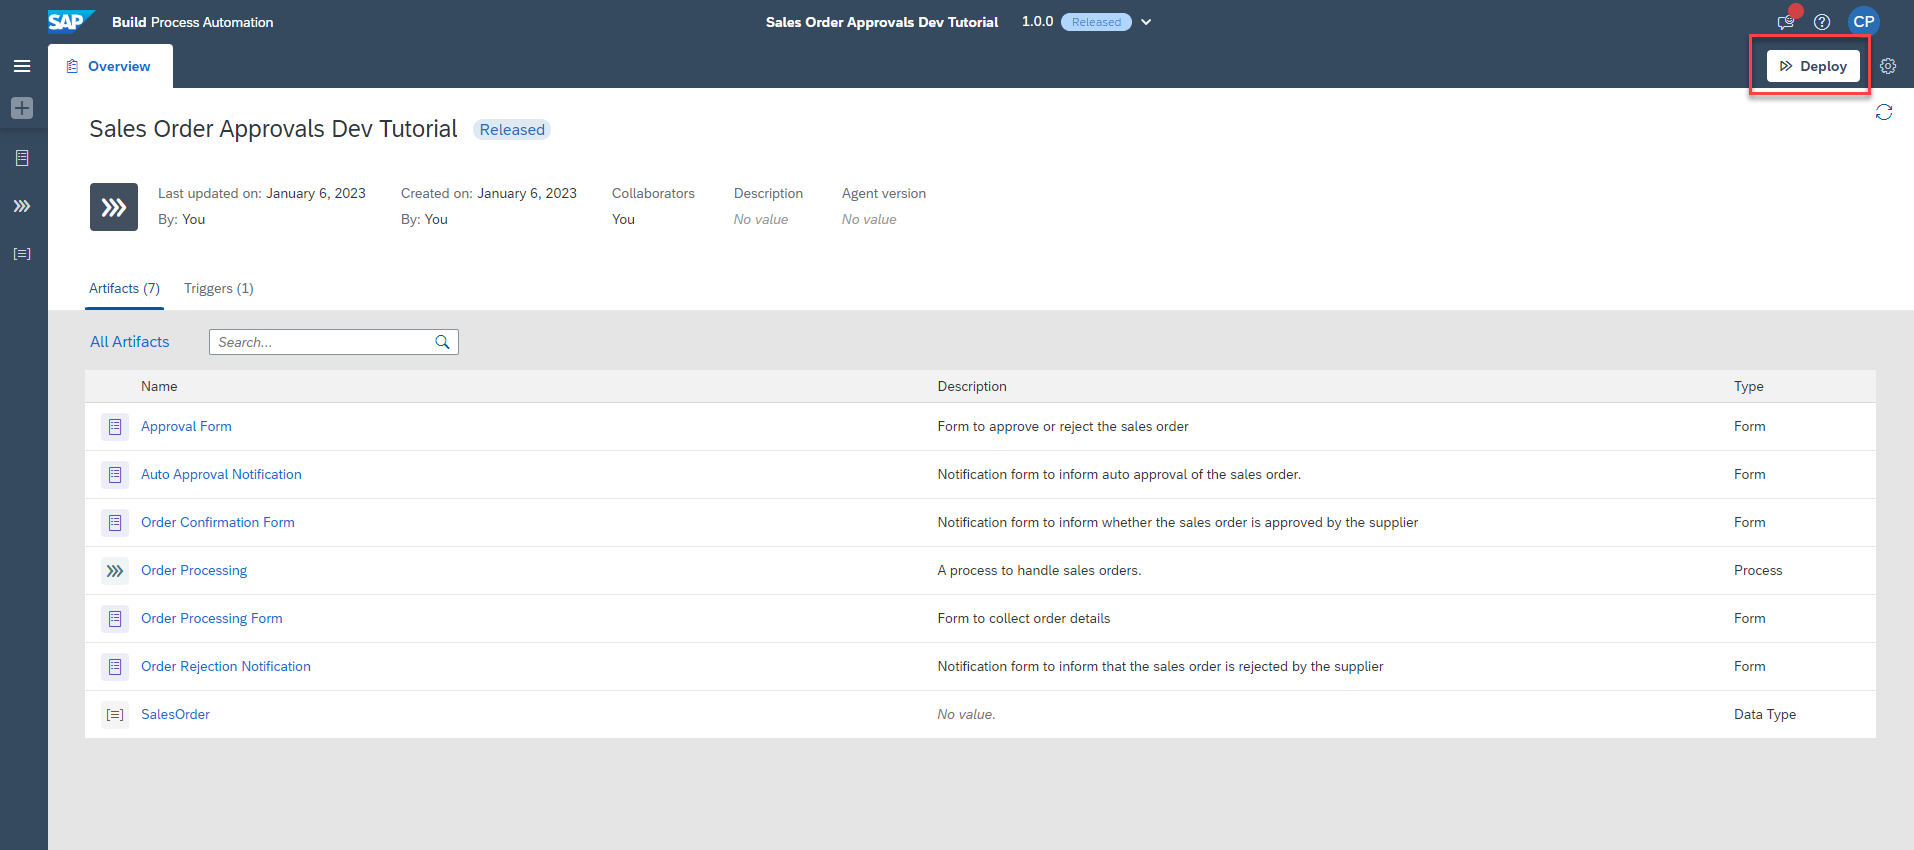 SAP Build Process Automation Sales Order Approvals Dev Tutorial 1.0.0 Released CP
Overview Deploy
Sales Order Approvals Dev Tutorial Released
Last updated on: January 6, 2023 Created on: January 6, 2023 Collaborators Description Agent version
By: You By: You You No value No value
Artifacts (7) Triggers (1)
All Artifacts Search...
Name Description Type
Approval Form Form to approve or reject the sales order Form
Auto Approval Notification Notification form to inform auto approval of the sales order. Form
Order Confirmation Form Notification form to inform whether the sales order is approved by the supplier Form
Order Processing A process to handle sales orders. Process
Order Processing Form Form to collect order details Form
Order Rejection Notification Notification form to inform that the sales order is rejected by the supplier Form
SalesOrder No value. Data Type